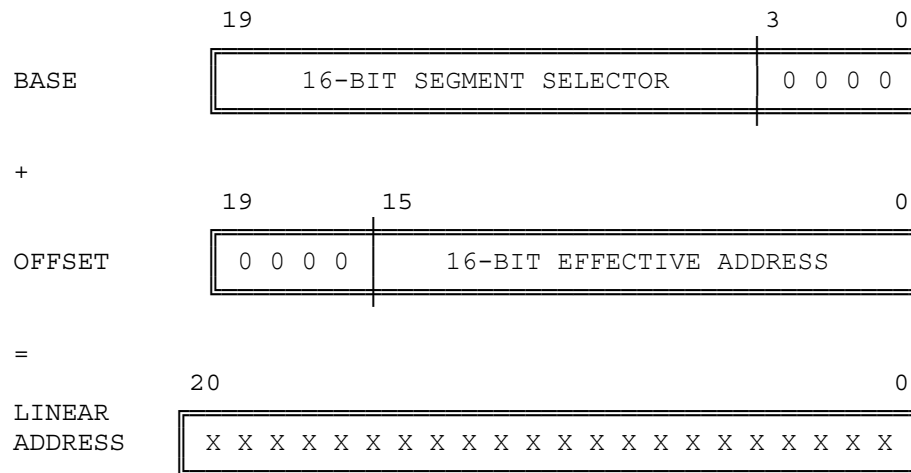 19 3 0
BASE 16-BIT SEGMENT SELECTOR 0 0 0 0
+
19 15 0
OFFSET 0 0 0 0 16-BIT EFFECTIVE ADDRESS
=
20 0
LINEAR
ADDRESS X X X X X X X X X X X X X X X X X X X X X X